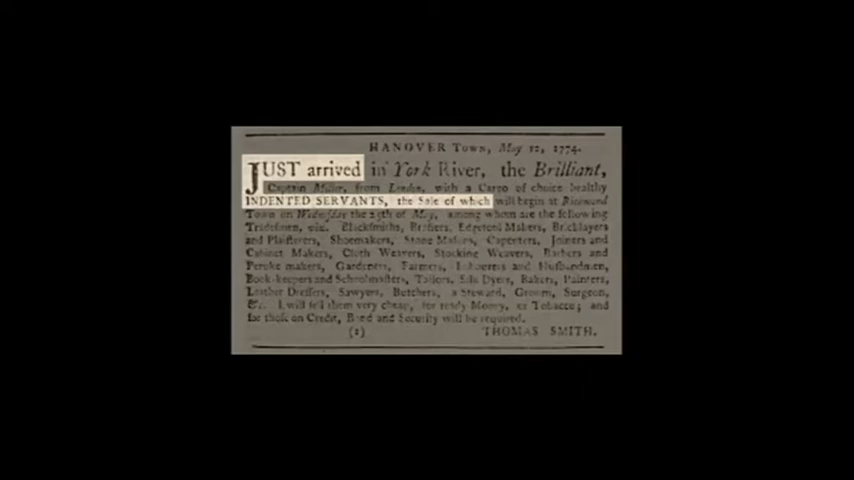 HANOVER TOWN, May 12, 1774.
JUST arrived in York River, the Brilliant,
Captain Miller, from London, with a Cargo of choice healthy
INDENTED SERVANTS, the Sale of which will begin at Richmond
Town on Wednesday the 25th of May, among whom are the following
Tradesmen, viz. Blacksmiths, Brasiers, Edgetool Makers, Bricklayers
and Plaisterers, Shoemakers, Stone Masons, Carpenters, Joiners and
Cabinet Makers, Cloth Weavers, Stocking Weavers, Barbers and
Peruke makers, Gardeners, Farmers, Labourers and Husbandmen,
Book-keepers and Schoolmasters, Tailors, Silk Dyers, Bakers, Painters,
Leather Dressers, Sawyers, Butchers, a Steward, Groom, Surgeon,
&c. I will sell them very cheap, for ready Money, or Tobacco; and
for those on Credit, Bond and Security will be required.
(1) THOMAS SMITH.